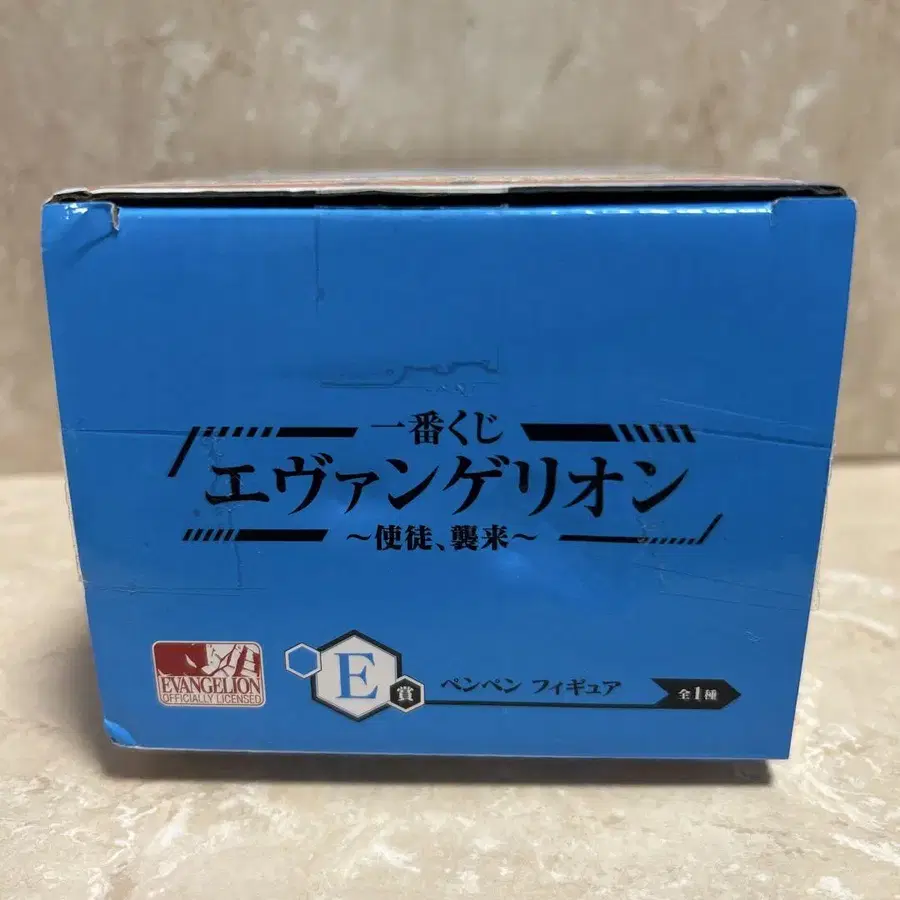 一番くじ
エヴァンゲリオン
～使徒、襲来～
EVANGELION
OFFICIALLY LICENSED
E賞
ペンペン フィギュア
全1種